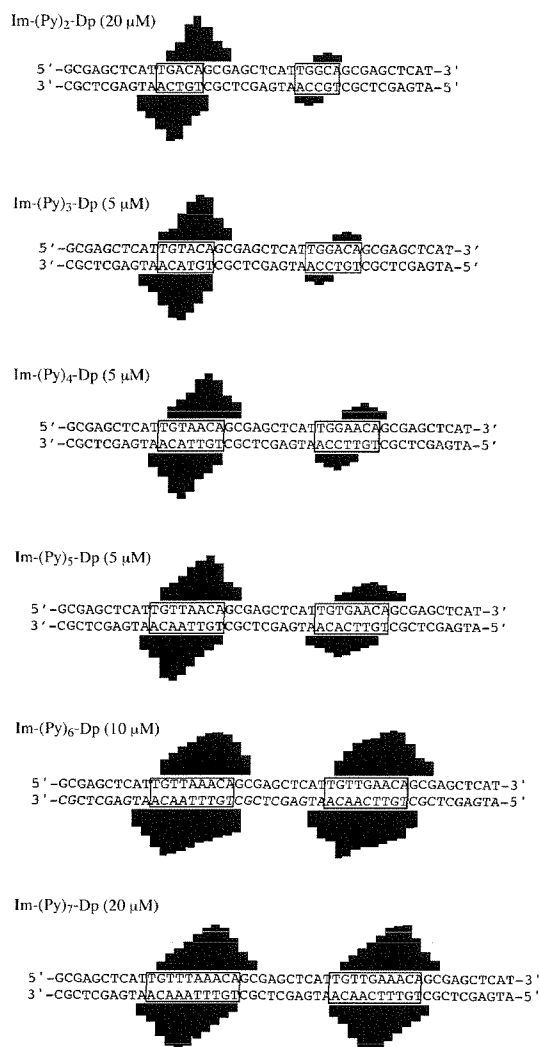 Im-(Py)2-Dp (20 µM)
5'-GCGAGCTCATTGACAGCGAGCTCATTGGCAGCGAGCTCAT-3'
3'-CGCTCGAGTAACTGTCGCTCGAGTAACCGTCGCTCGAGTA-5'
Im-(Py)3-Dp (5 µM)
5'-GCGAGCTCATTGTACAGCGAGCTCATTGGACAGCGAGCTCAT-3'
3'-CGCTCGAGTAACATGTCGCTCGAGTAACCTGTCGCTCGAGTA-5'
Im-(Py)4-Dp (5 µM)
5'-GCGAGCTCATTGTAACAGCGAGCTCATTGGAACAGCGAGCTCAT-3'
3'-CGCTCGAGTAACATTGTCGCTCGAGTAACCTTGTCGCTCGAGTA-5'
Im-(Py)5-Dp (5 µM)
5'-GCGAGCTCATTGTTAACAGCGAGCTCATTGTGAACAGCGAGCTCAT-3'
3'-CGCTCGAGTAACAATTGTCGCTCGAGTAACACTTGTCGCTCGAGTA-5'
Im-(Py)6-Dp (10 µM)
5'-GCGAGCTCATTGTTAAACAGCGAGCTCATTGTTGAACAGCGAGCTCAT-3'
3'-CGCTCGAGTAACAATTTGTCGCTCGAGTAACAACTTGTCGCTCGAGTA-5'
Im-(Py)7-Dp (20 µM)
5'-GCGAGCTCATTGTTTAAACAGCGAGCTCATTGTTGAAACAGCGAGCTCAT-3'
3'-CGCTCGAGTAACAAATTTGTCGCTCGAGTAACAACTTTGTCGCTCGAGTA-5'